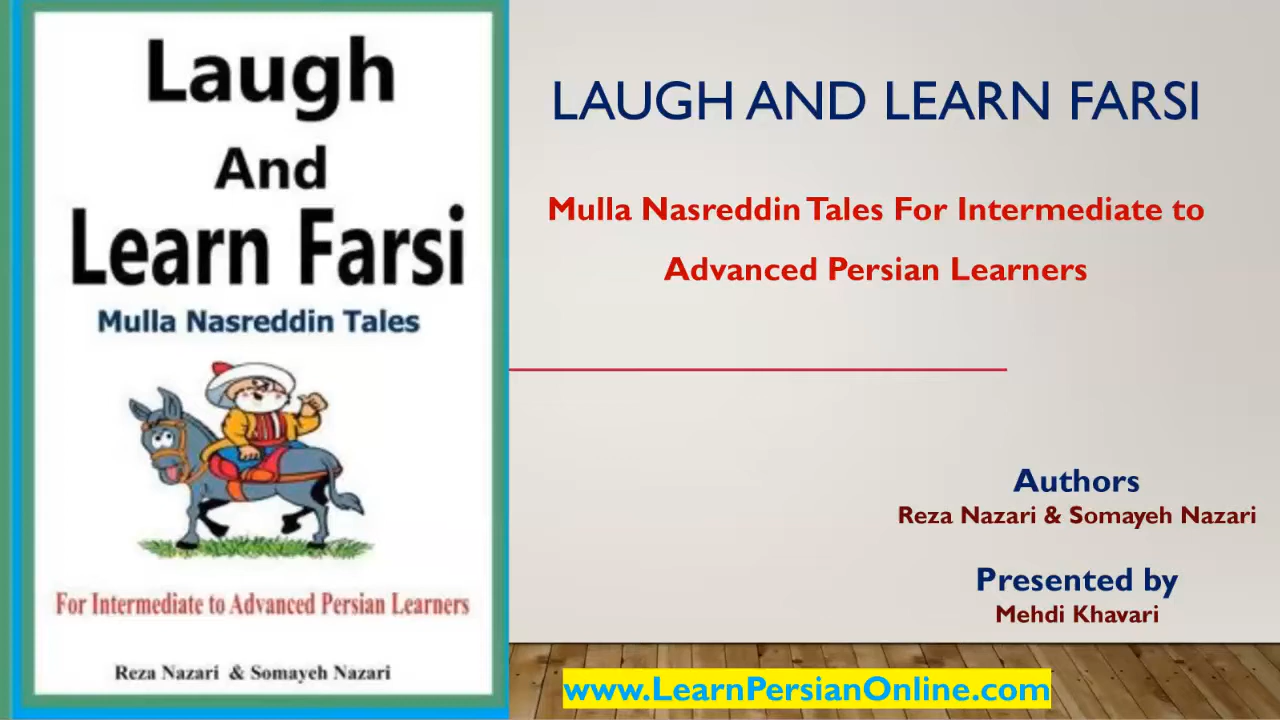 Laugh
And
Learn Farsi
Mulla Nasreddin Tales
For Intermediate to Advanced Persian Learners
Reza Nazari & Somayeh Nazari
LAUGH AND LEARN FARSI
Mulla Nasreddin Tales For Intermediate to
Advanced Persian Learners
Authors
Reza Nazari & Somayeh Nazari
Presented by
Mehdi Khavari
www.LearnPersianOnline.com